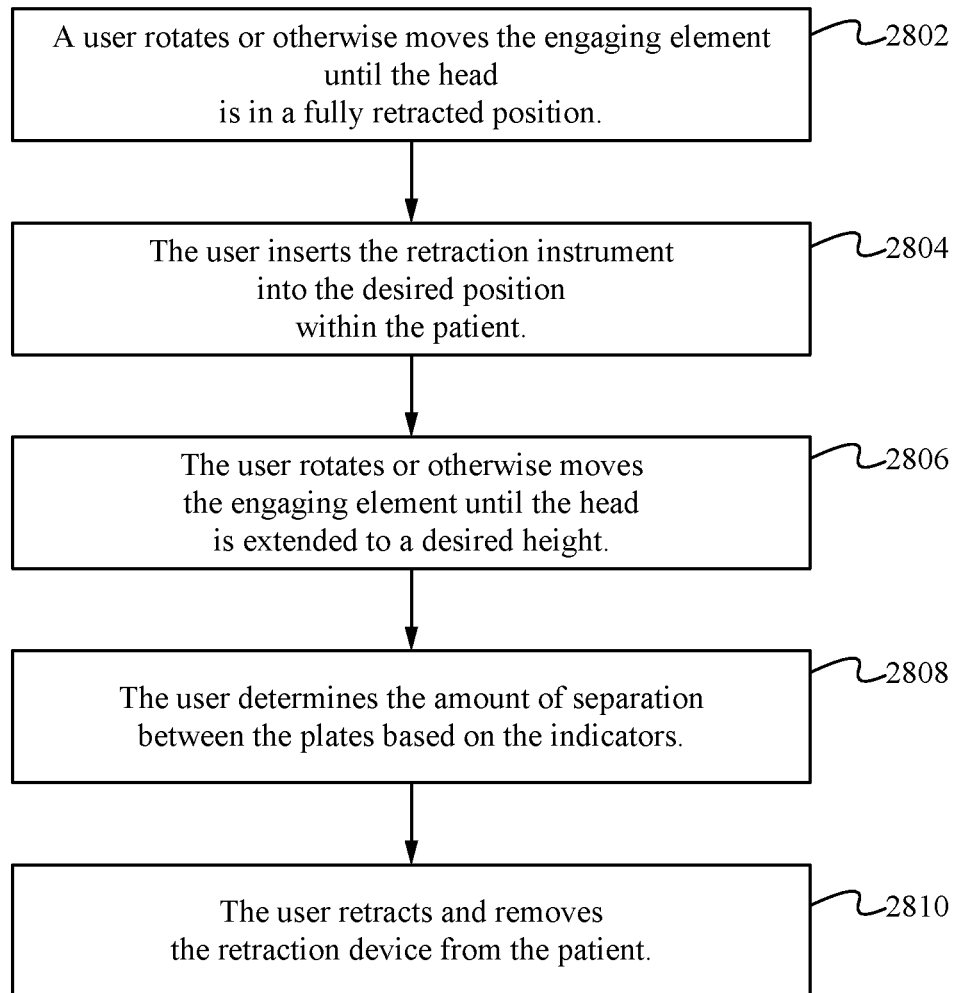 A user rotates or otherwise moves the engaging element
until the head
is in a fully retracted position.
2802
The user inserts the retraction instrument
into the desired position
within the patient.
2804
The user rotates or otherwise moves
the engaging element until the head
is extended to a desired height.
2806
The user determines the amount of separation
between the plates based on the indicators.
2808
The user retracts and removes
the retraction device from the patient.
2810